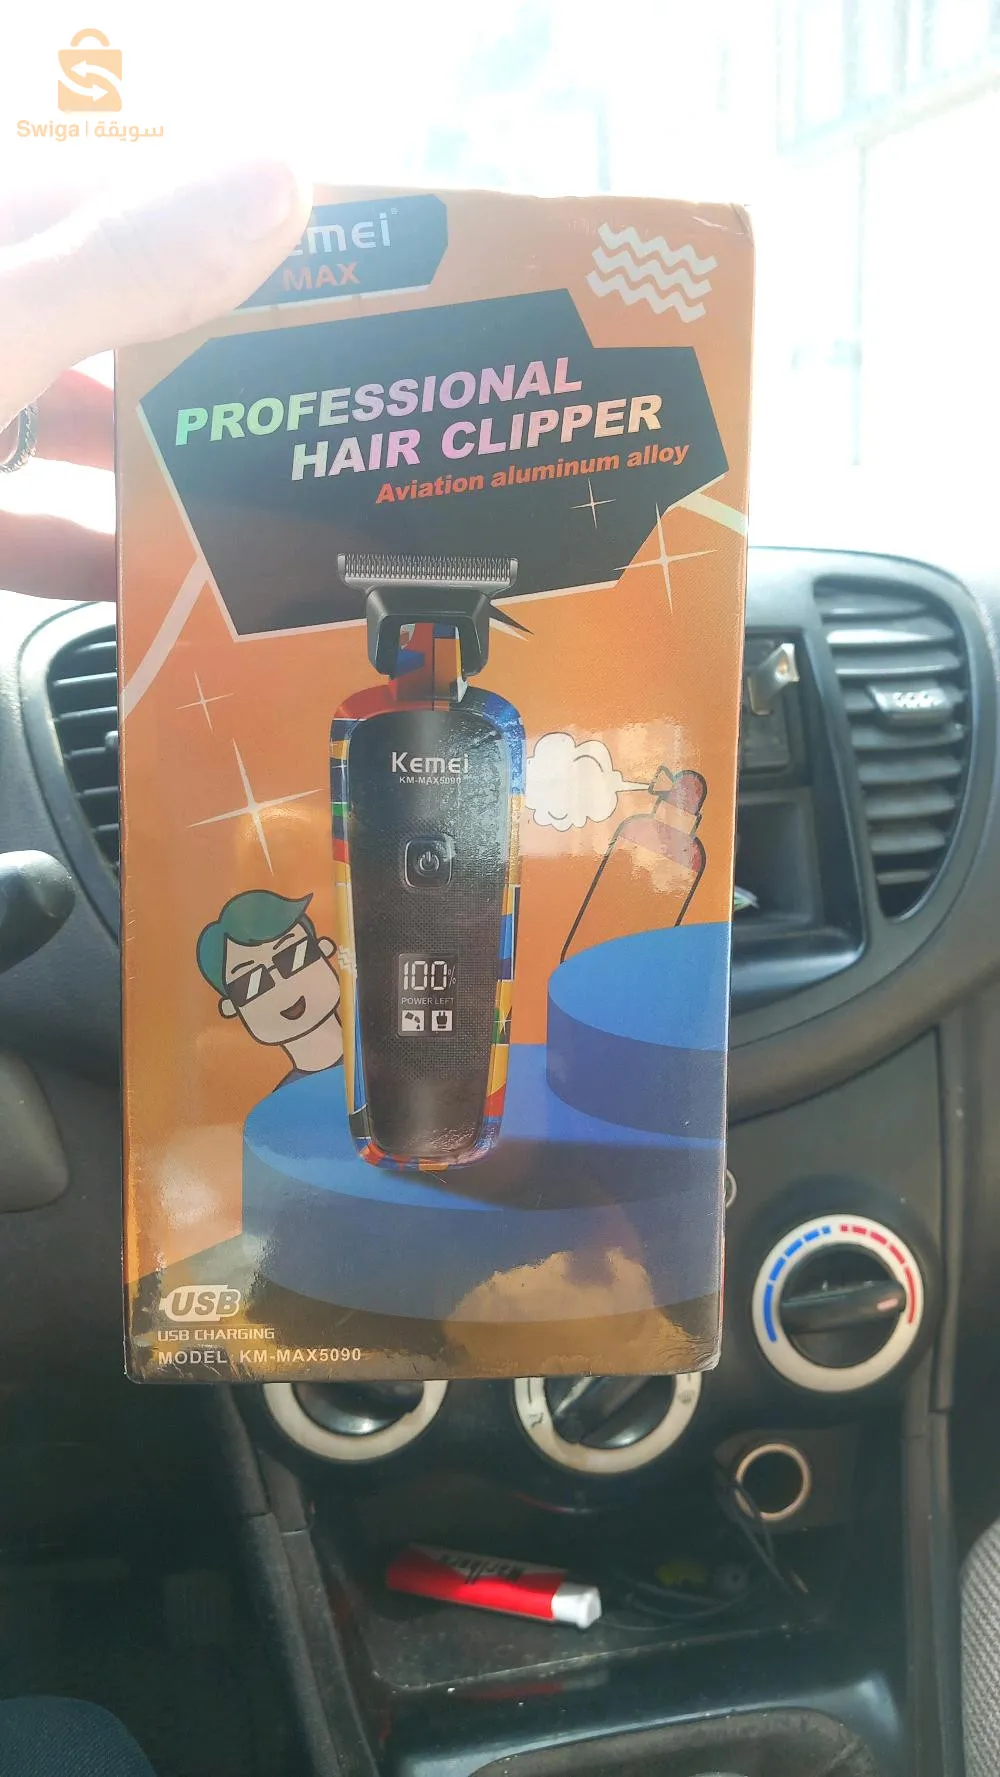 Swiga | سويقة
emei®
MAX
PROFESSIONAL
HAIR CLIPPER
Aviation aluminum alloy
Kemei
KM-MAX5090
100%
POWER LEFT
USB
USB CHARGING
MODEL: KM-MAX5090